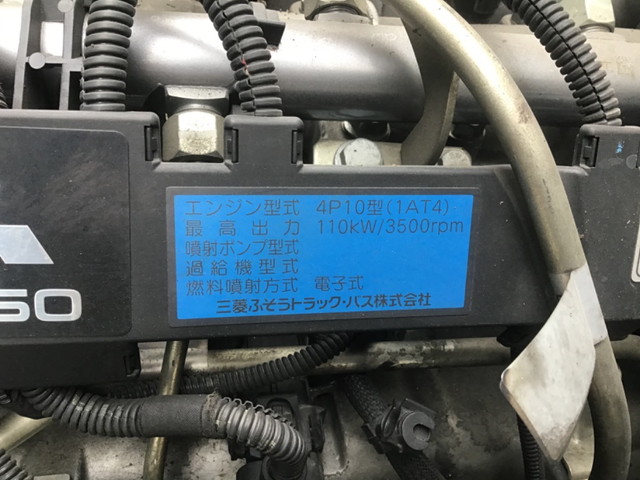 エンジン型式 4P10型(1AT4)
最高出力 110kW/3500rpm
噴射ポンプ型式
過給機型式
燃料噴射方式 電子式
三菱ふそうトラック・バス株式会社
50